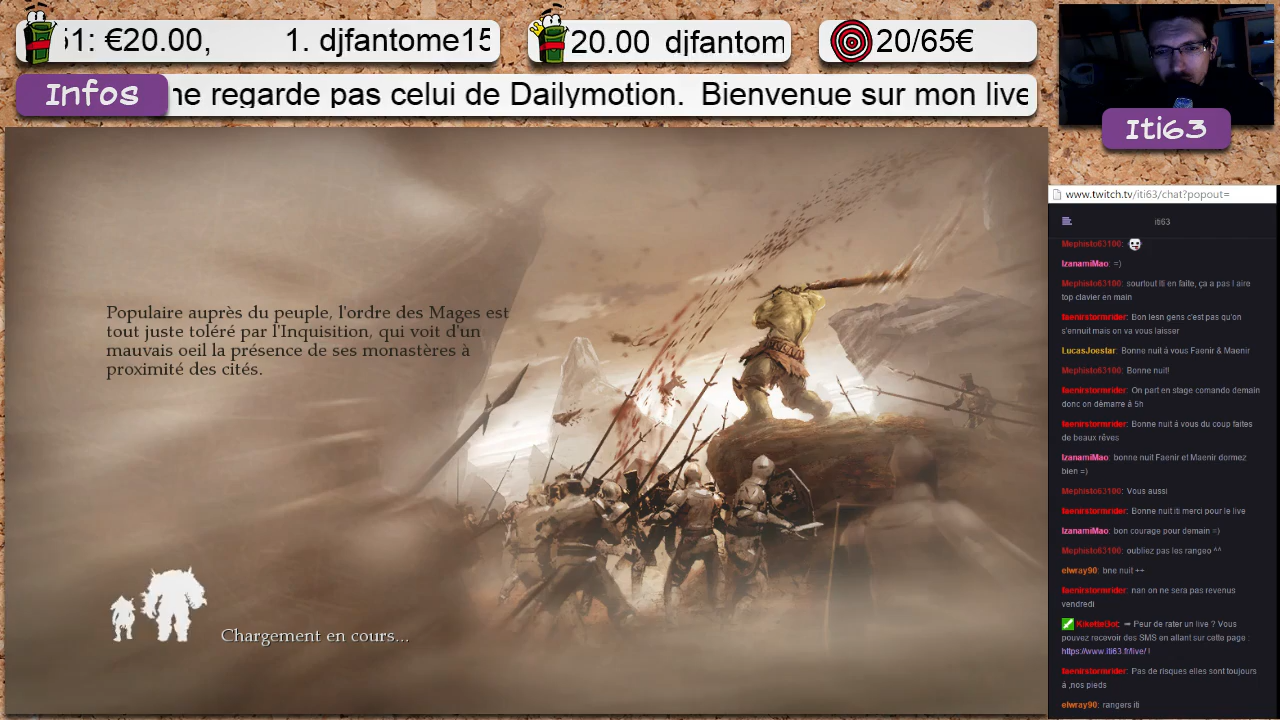 61: €20.00, 1. djfantome15
20.00 djfantom
20/65€
Infos
ne regarde pas celui de Dailymotion. Bienvenue sur mon live
Iti63
www.twitch.tv/iti63/chat?popout=
iti63
Populaire auprès du peuple, l'ordre des Mages est
tout juste toléré par l'Inquisition, qui voit d'un
mauvais oeil la présence de ses monastères à
proximité des cités.
Chargement en cours...
Mephisto63100:
IzanamiMao: =)
Mephisto63100: sourtout Iti en faite, ça a pas l aire
top clavier en main
faenirstormrider: Bon lesn gens c'est pas qu'on
s'ennuit mais on va vous laisser
LucasJoestar: Bonne nuit à vous Faenir & Maenir
Mephisto63100: Bonne nuit!
faenirstormrider: On part en stage comando demain
donc on démarre à 5h
faenirstormrider: Bonne nuit à vous du coup faites
de beaux rêves
IzanamiMao: bonne nuit Faenir et Maenir dormez
bien =)
Mephisto63100: Vous aussi
faenirstormrider: Bonne nuit iti merci pour le live
IzanamiMao: bon courage pour demain =)
Mephisto63100: oubliez pas les rangeo ^^
elwray90: bne nuit ++
faenirstormrider: nan on ne sera pas revenus
vendredi
KiketteBot: ➡ Peur de rater un live ? Vous
pouvez recevoir des SMS en allant sur cette page :
https://www.iti63.fr/live/ !
faenirstormrider: Pas de risques elles sont toujours
à ,nos pieds
elwray90: rangers iti